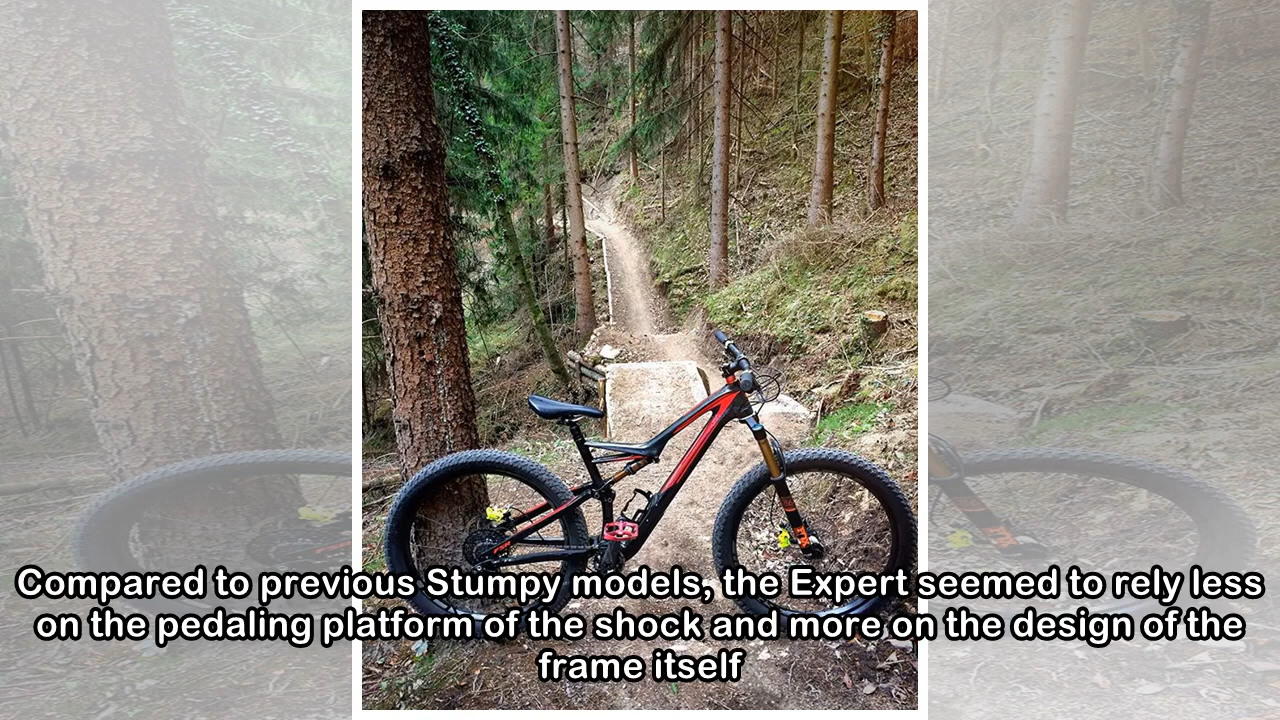 Compared to previous Stumpy models, the Expert seemed to rely less
on the pedaling platform of the shock and more on the design of the
frame itself